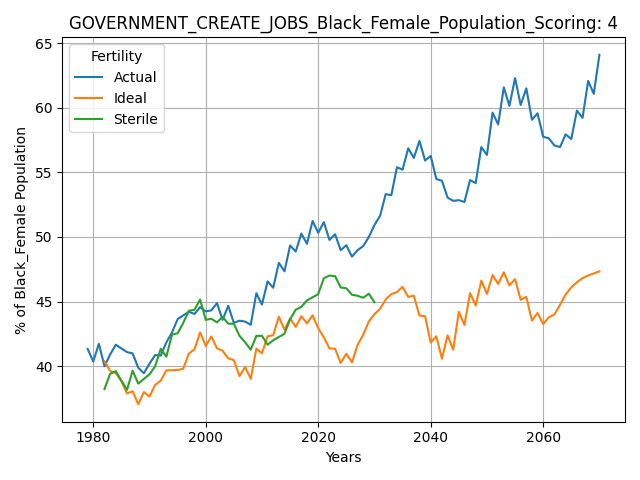 GOVERNMENT_CREATE_JOBS_Black_Female_Population_Scoring: 4
Fertility
Actual
Ideal
Sterile
% of Black_Female Population
65
60
55
50
45
40
1980
2000
2020
2040
2060
Years